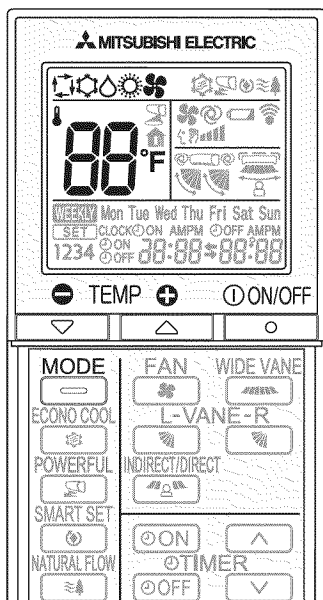 MITSUBISHI ELECTRIC
88°F
WEEKLY Mon Tue Wed Thu Fri Sat Sun
SET CLOCK ON AMPM OFF AMPM
1234 ON OFF 88:88 88:88
TEMP ON/OFF
MODE FAN WIDE VANE
ECONO COOL L-VANE-R
POWERFUL INDIRECT/DIRECT
SMART SET
ON
NATURAL FLOW TIMER
OFF